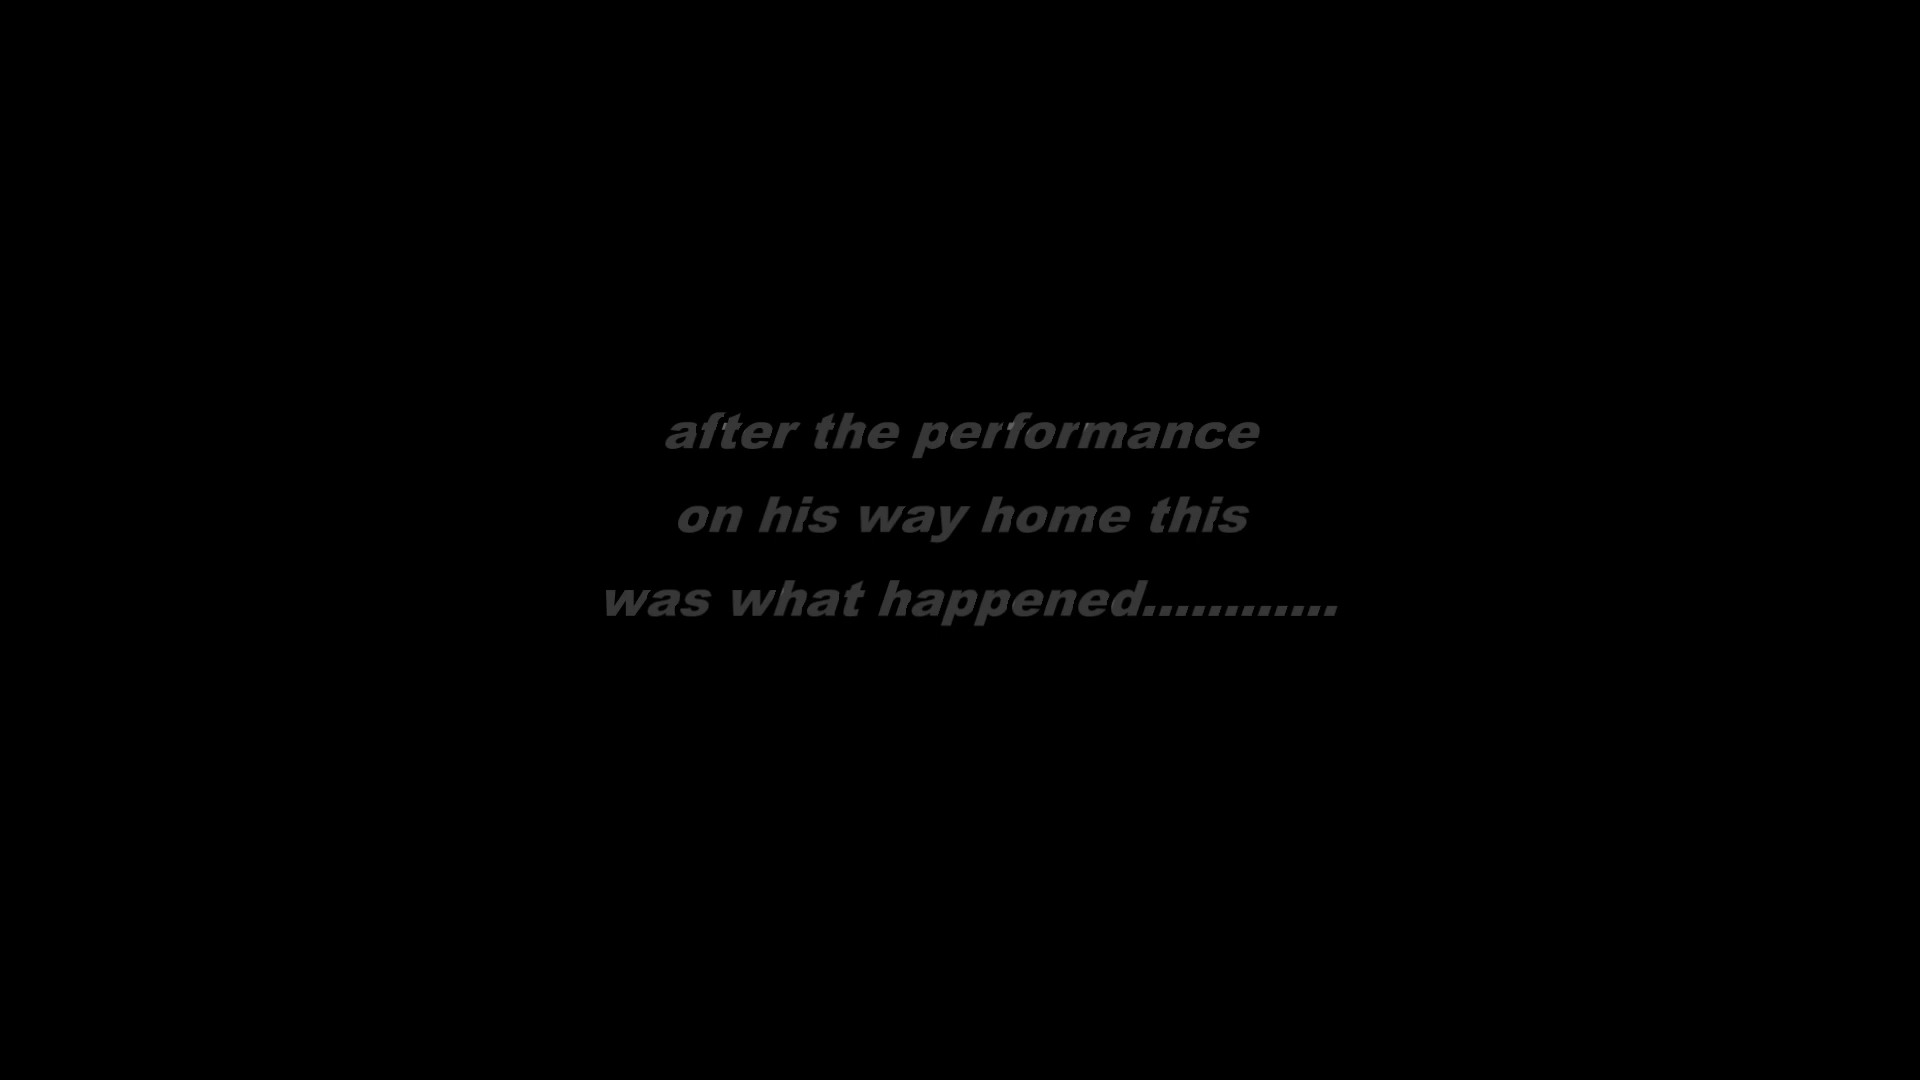 after the performance
on his way home this
was what happened............